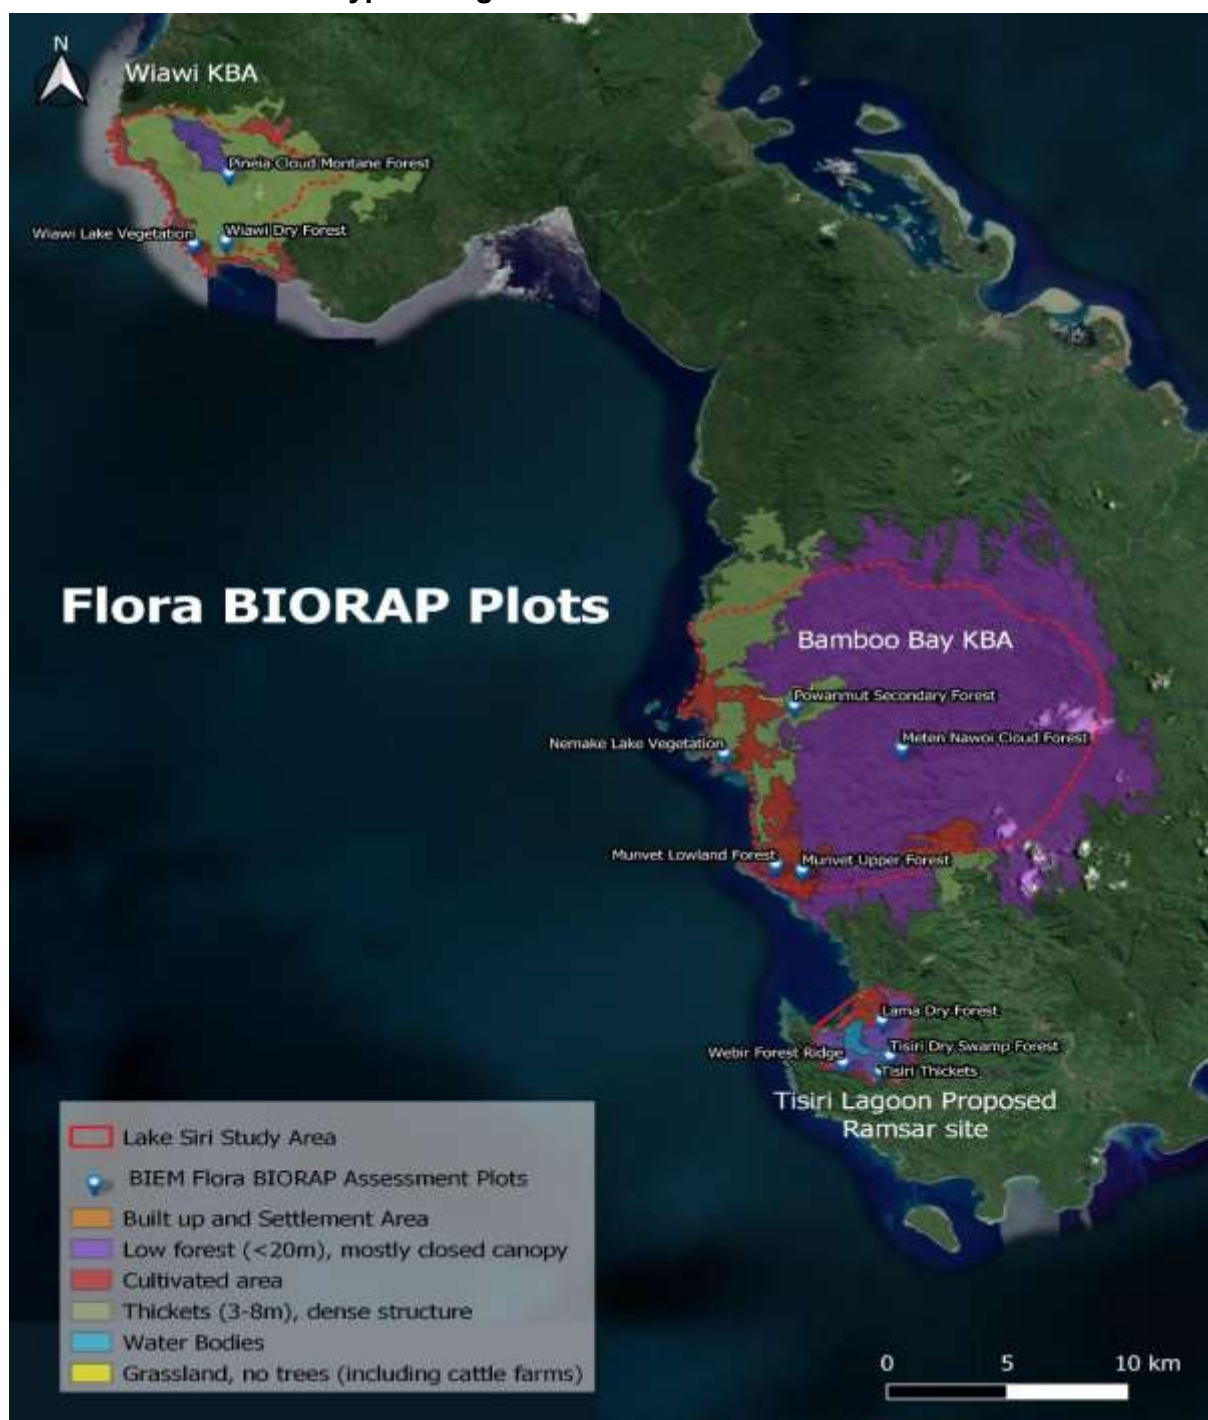 N
Wiawi KBA
Pineia Cloud Montane Forest
Wiawi Lake Vegetation
Wiawi Dry Forest
Flora BIORAP Plots
Bamboo Bay KBA
Powanmut Secondary Forest
Nemake Lake Vegetation
Meten Nawoi Cloud Forest
Munvet Lowland Forest
Munvet Upper Forest
Lama Dry Forest
Webir Forest Ridge
Tisiri Dry Swamp Forest
Tisiri Thickets
Tisiri Lagoon Proposed
Ramsar site
Lake Siri Study Area
BIEM Flora BIORAP Assessment Plots
Built up and Settlement Area
Low forest (<20m), mostly closed canopy
Cultivated area
Thickets (3-8m), dense structure
Water Bodies
Grassland, no trees (including cattle farms)
0 5 10 km